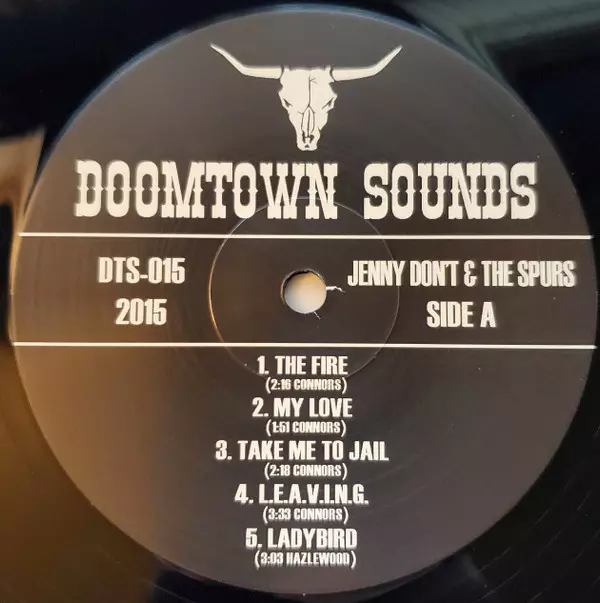 DOOMTOWN SOUNDS
DTS-015
2015
JENNY DON'T & THE SPURS
SIDE A
1. THE FIRE
(2:16 CONNORS)
2. MY LOVE
(1:51 CONNORS)
3. TAKE ME TO JAIL
(2:18 CONNORS)
4. L.E.A.V.I.N.G.
(3:33 CONNORS)
5. LADYBIRD
(3:03 HAZLEWOOD)